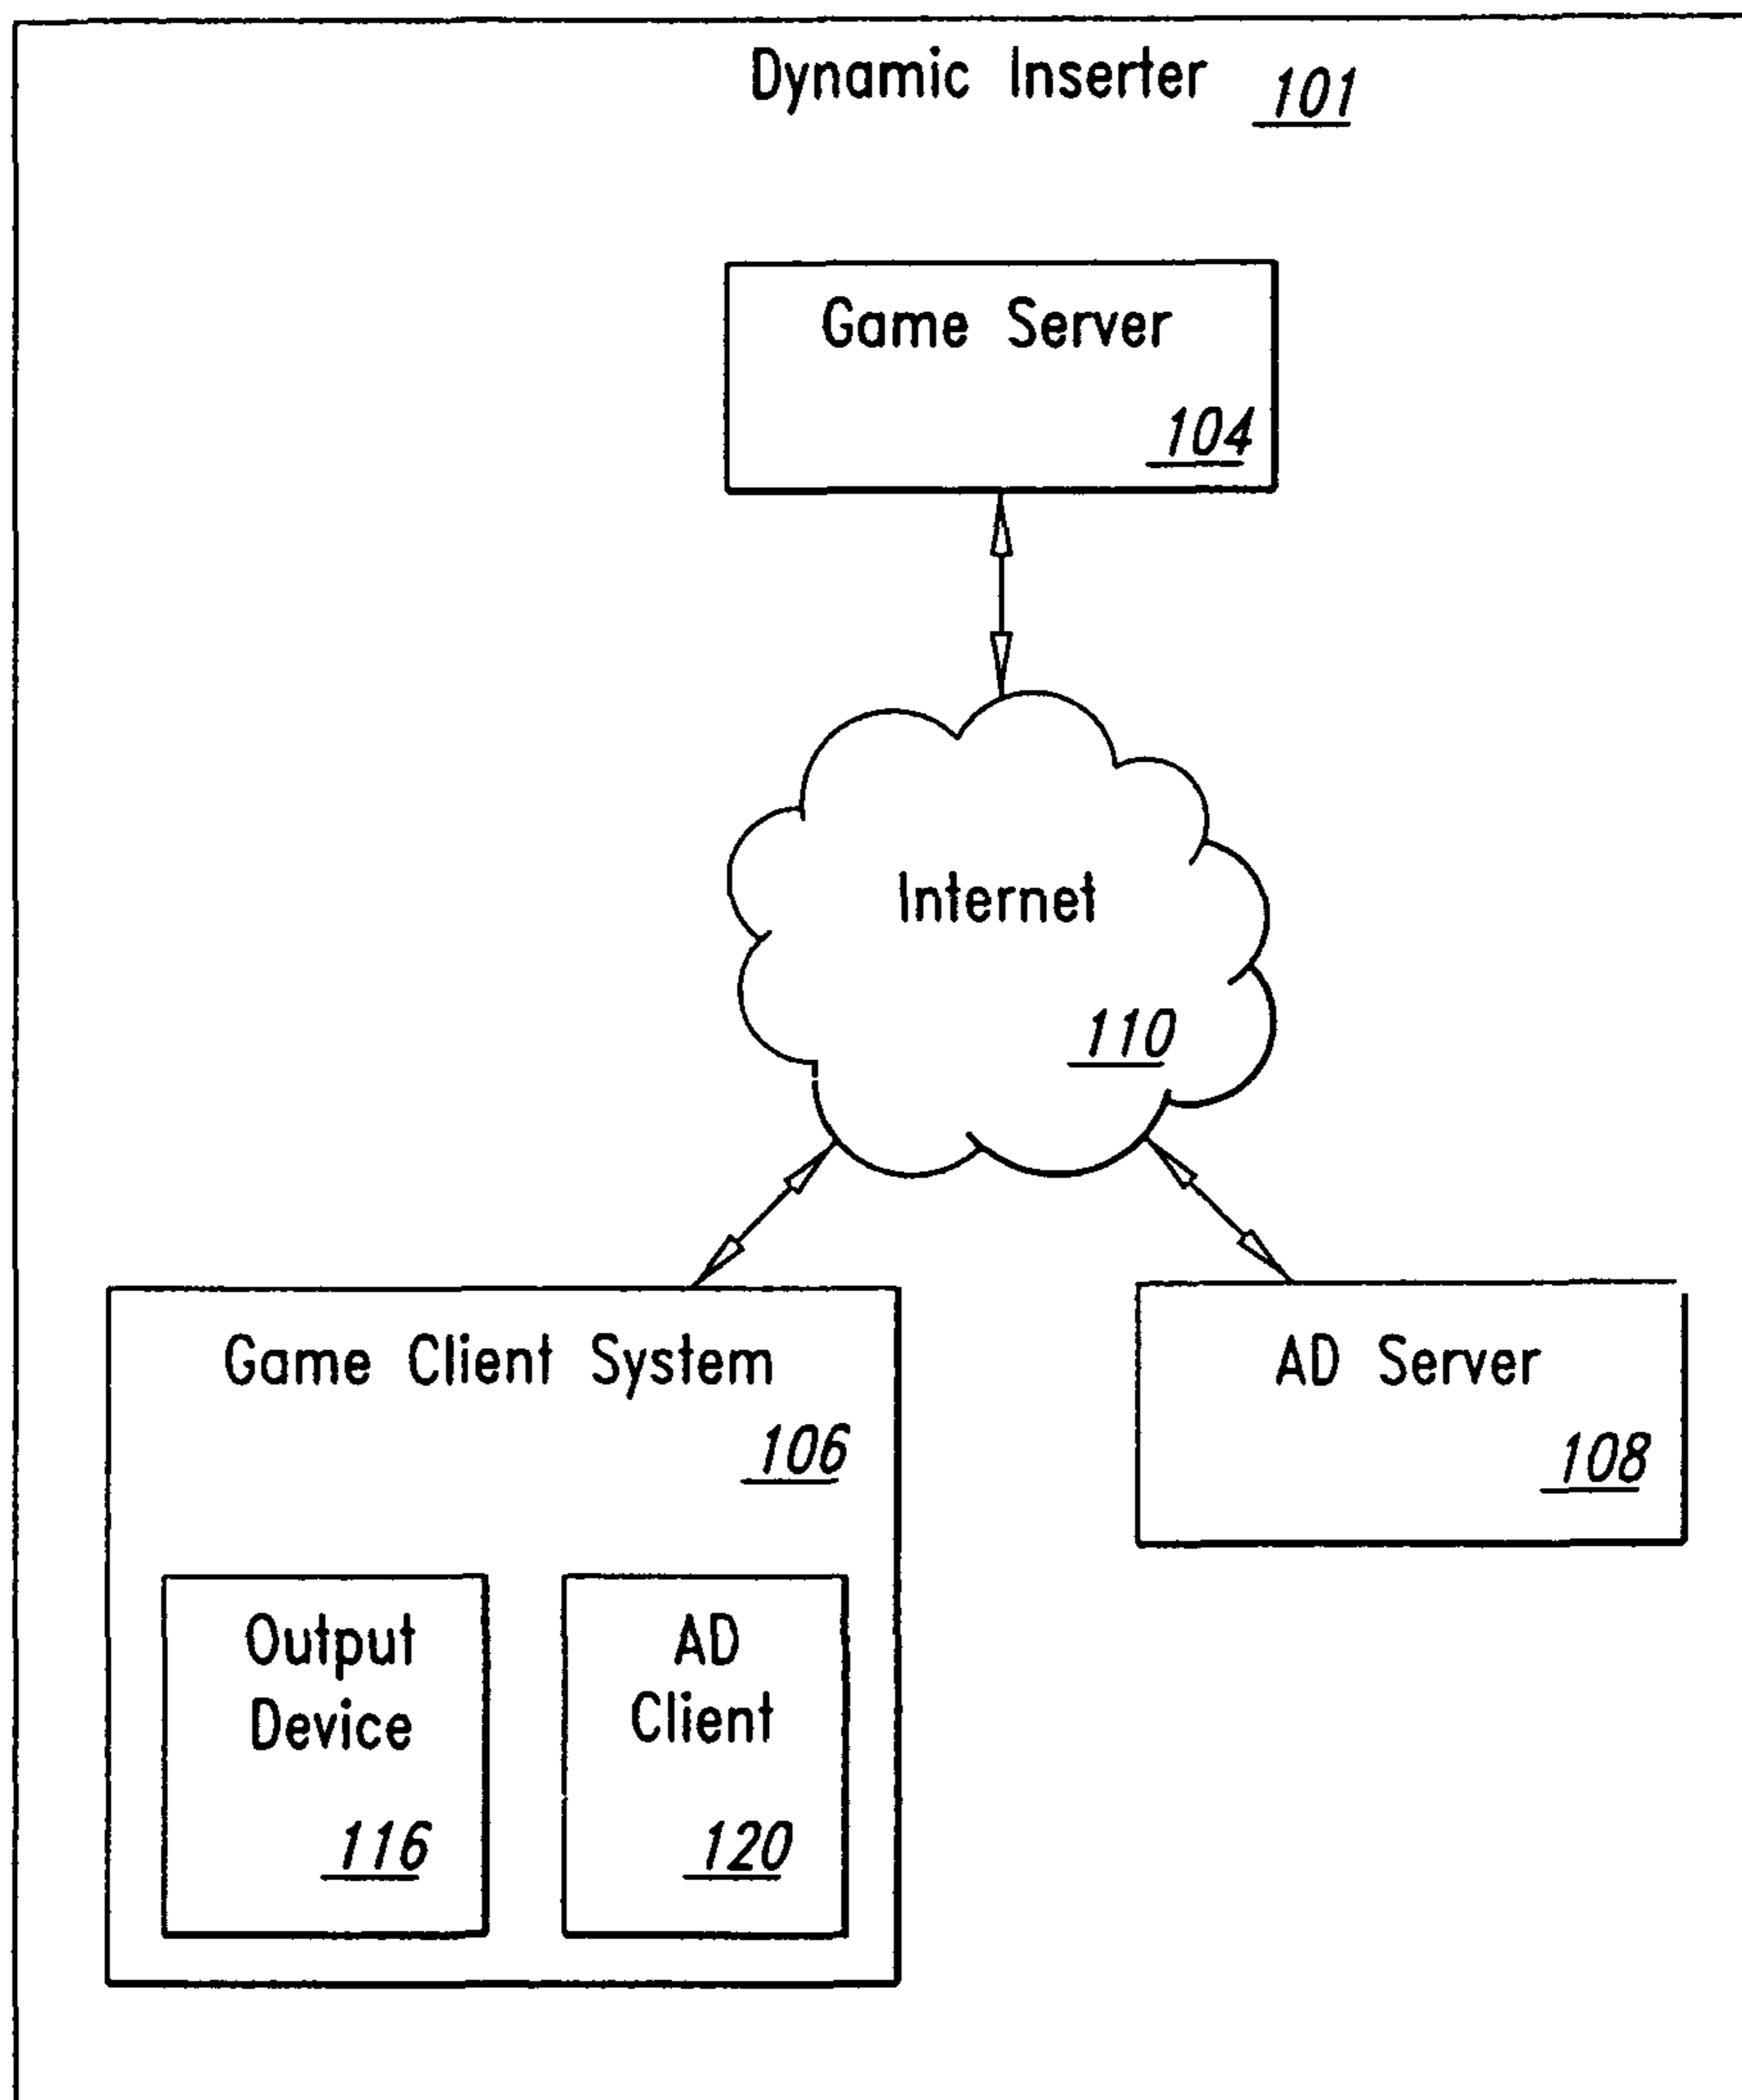 Dynamic Inserter 101
Game Server
104
Internet
110
Game Client System
106
Output
Device
116
AD
Client
120
AD Server
108